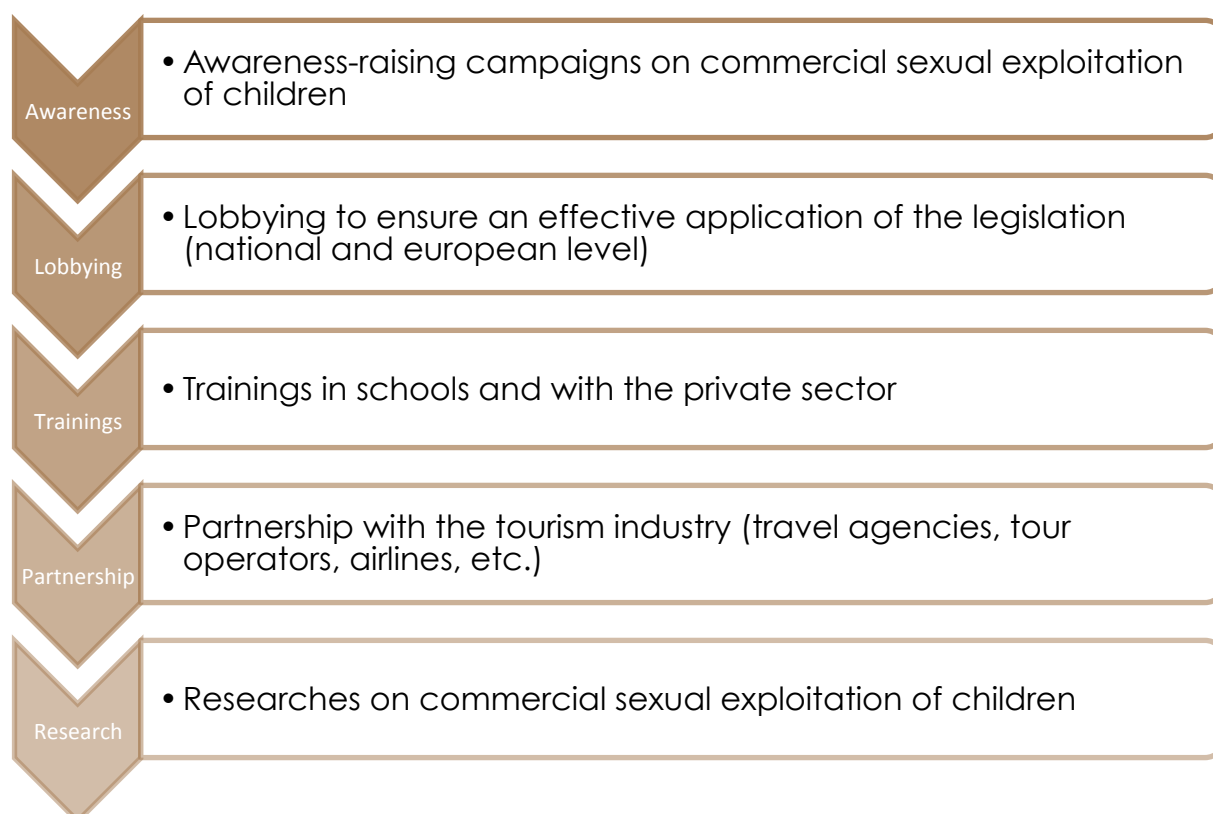 Awareness
• Awareness-raising campaigns on commercial sexual exploitation
of children
Lobbying
• Lobbying to ensure an effective application of the legislation
(national and european level)
Trainings
• Trainings in schools and with the private sector
Partnership
• Partnership with the tourism industry (travel agencies, tour
operators, airlines, etc.)
Research
• Researches on commercial sexual exploitation of children